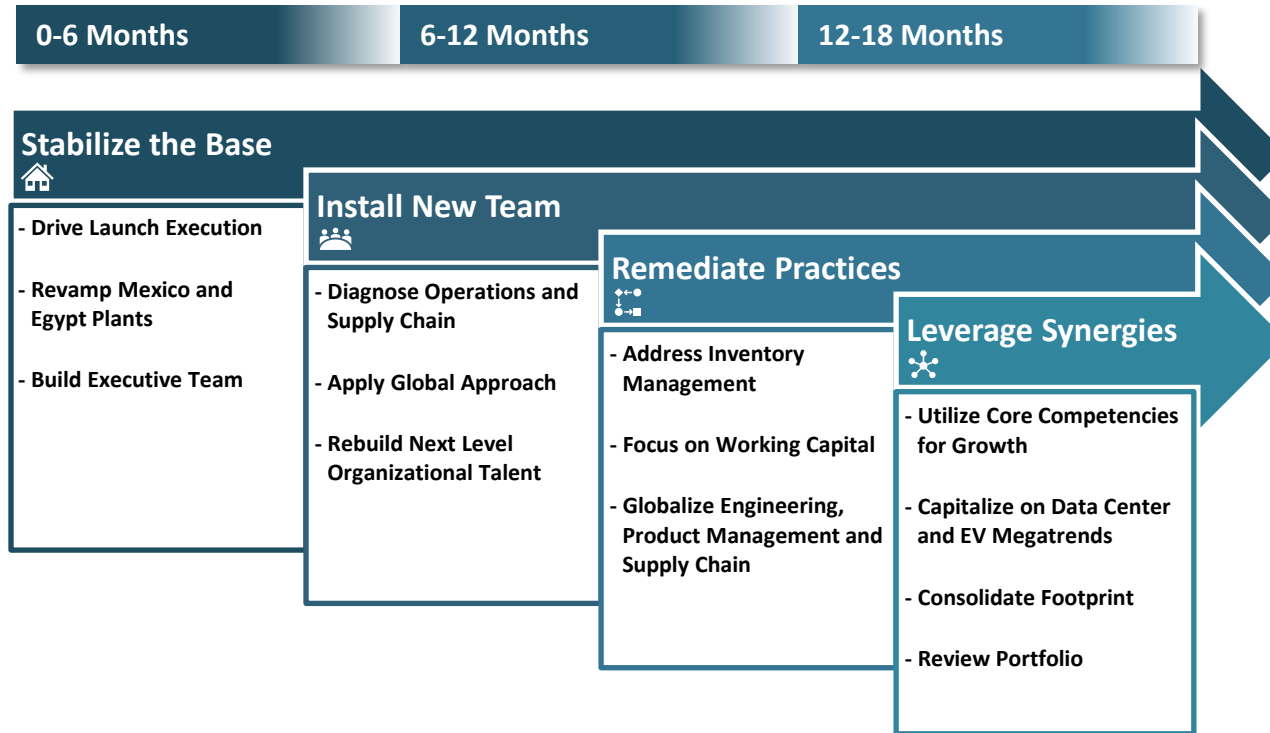 0-6 Months
6-12 Months
12-18 Months
Stabilize the Base
- Drive Launch Execution
- Revamp Mexico and
Egypt Plants
- Build Executive Team
Install New Team
- Diagnose Operations and
Supply Chain
- Apply Global Approach
- Rebuild Next Level
Organizational Talent
Remediate Practices
- Address Inventory
Management
- Focus on Working Capital
- Globalize Engineering,
Product Management and
Supply Chain
Leverage Synergies
- Utilize Core Competencies
for Growth
- Capitalize on Data Center
and EV Megatrends
- Consolidate Footprint
- Review Portfolio